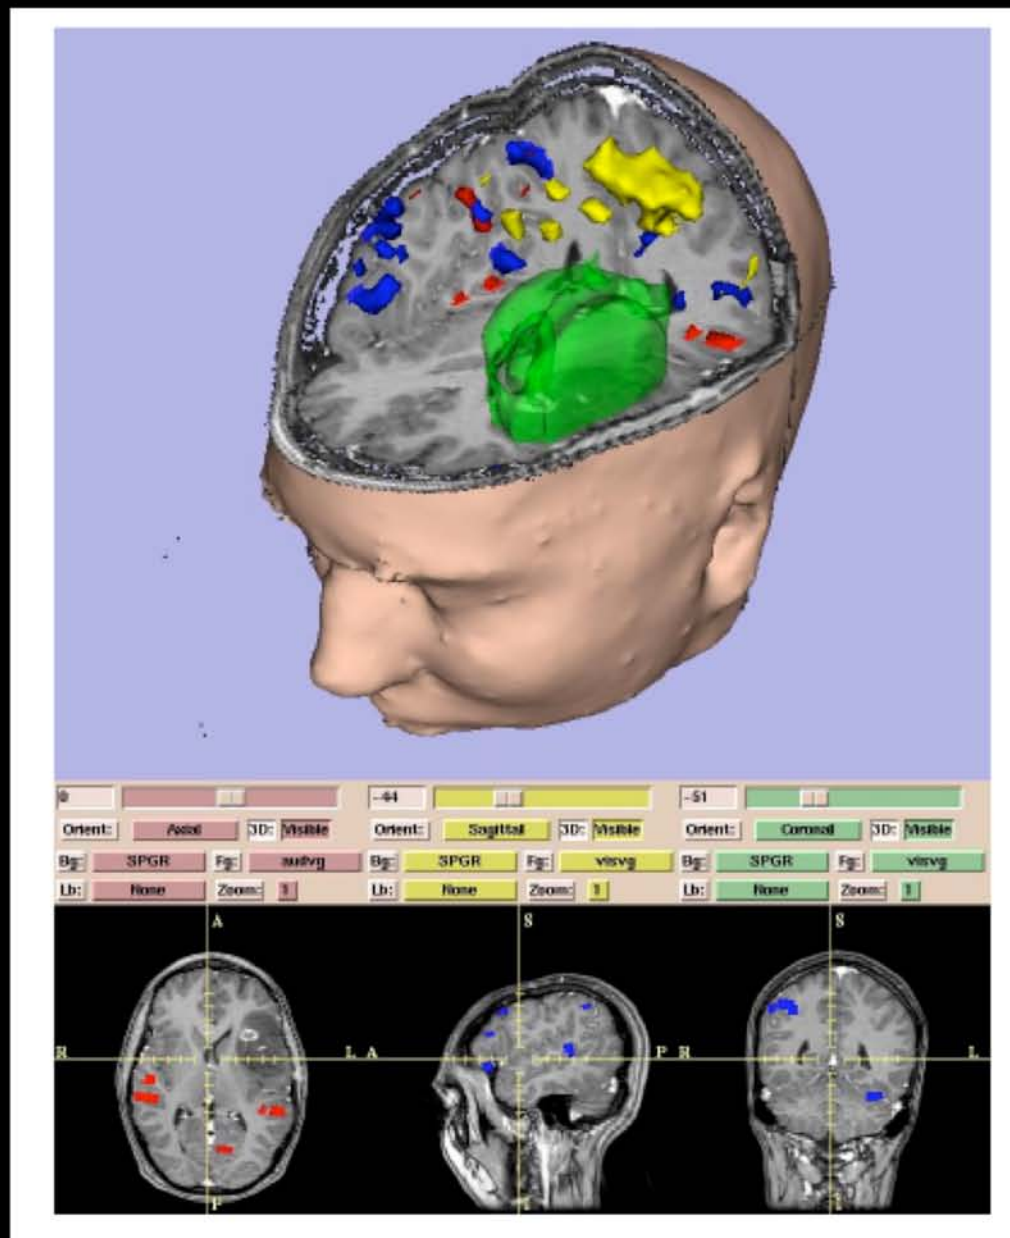 0 -44 -51
Orient: Axial 3D: Visible Orient: Sagittal 3D: Visible Orient: Coronal 3D: Visible
Bg: SPGR Fg: audvg Bg: SPGR Fg: visvg Bg: SPGR Fg: visvg
Lb: None Zoom: 1 Lb: None Zoom: 1 Lb: None Zoom: 1
A S S
R L A P R L
P I I